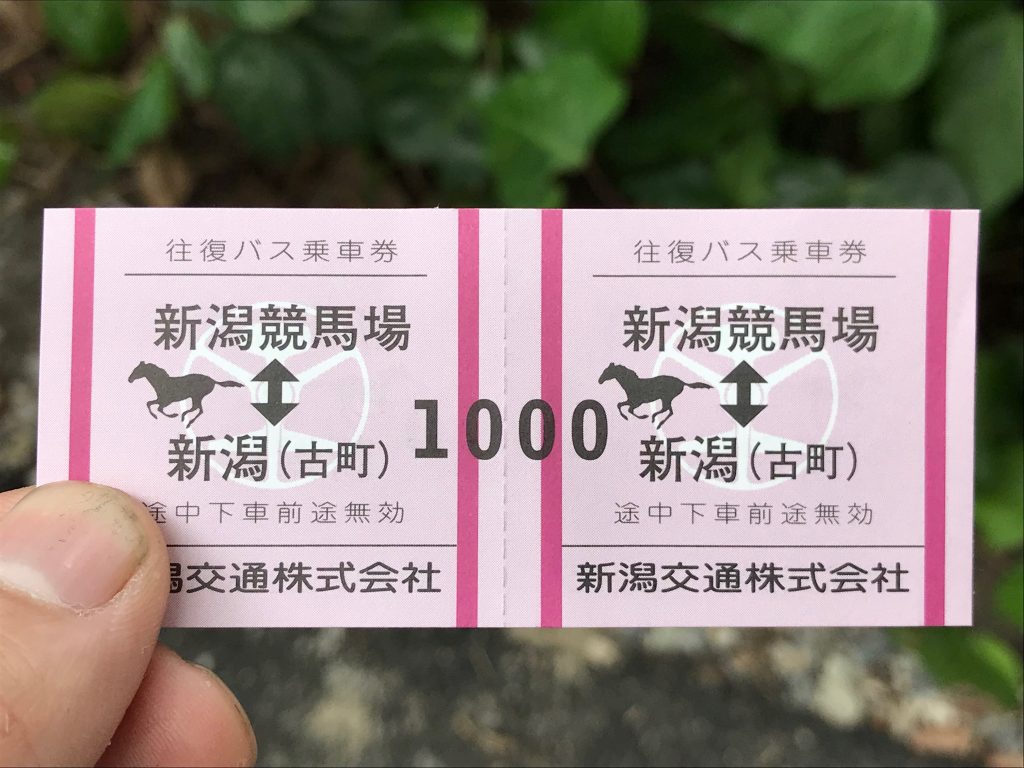 往復バス乗車券
新潟競馬場
新潟(古町)
途中下車前途無効
潟交通株式会社
1000
往復バス乗車券
新潟競馬場
新潟(古町)
途中下車前途無効
新潟交通株式会社